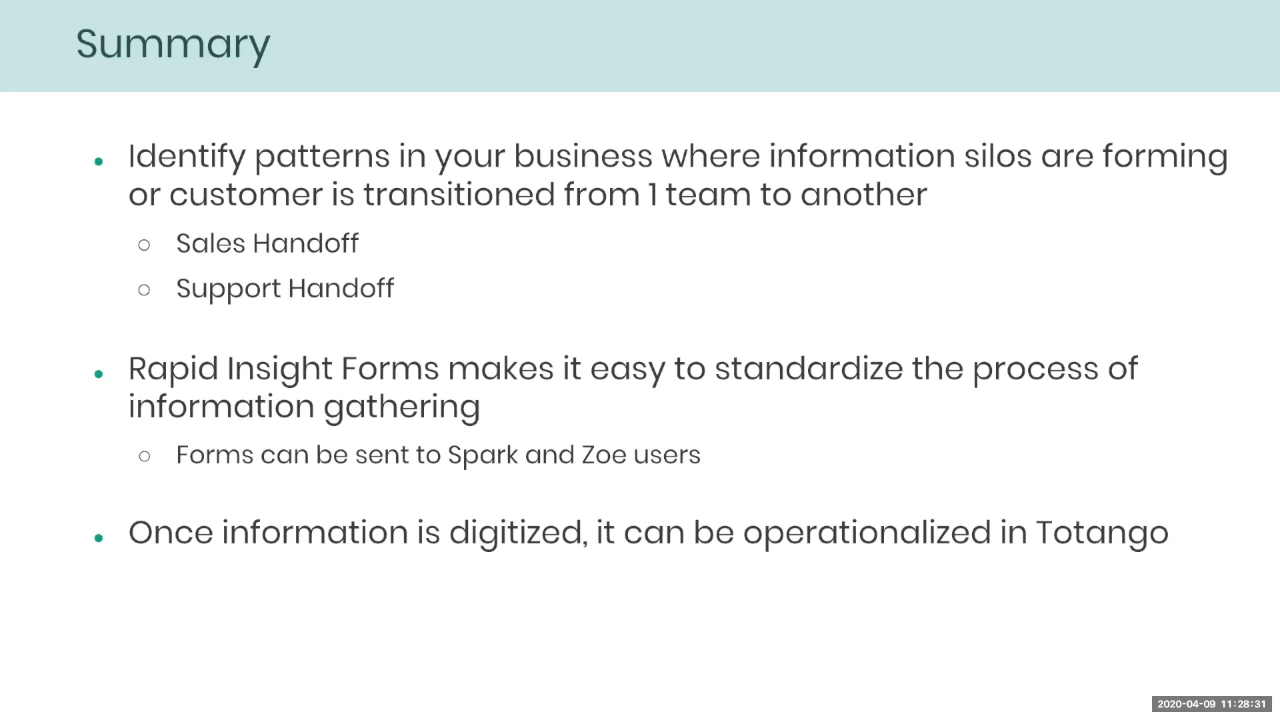 Summary
• Identify patterns in your business where information silos are forming
or customer is transitioned from 1 team to another
○ Sales Handoff
○ Support Handoff
• Rapid Insight Forms makes it easy to standardize the process of
information gathering
○ Forms can be sent to Spark and Zoe users
• Once information is digitized, it can be operationalized in Totango
2020-04-09 11:28:31